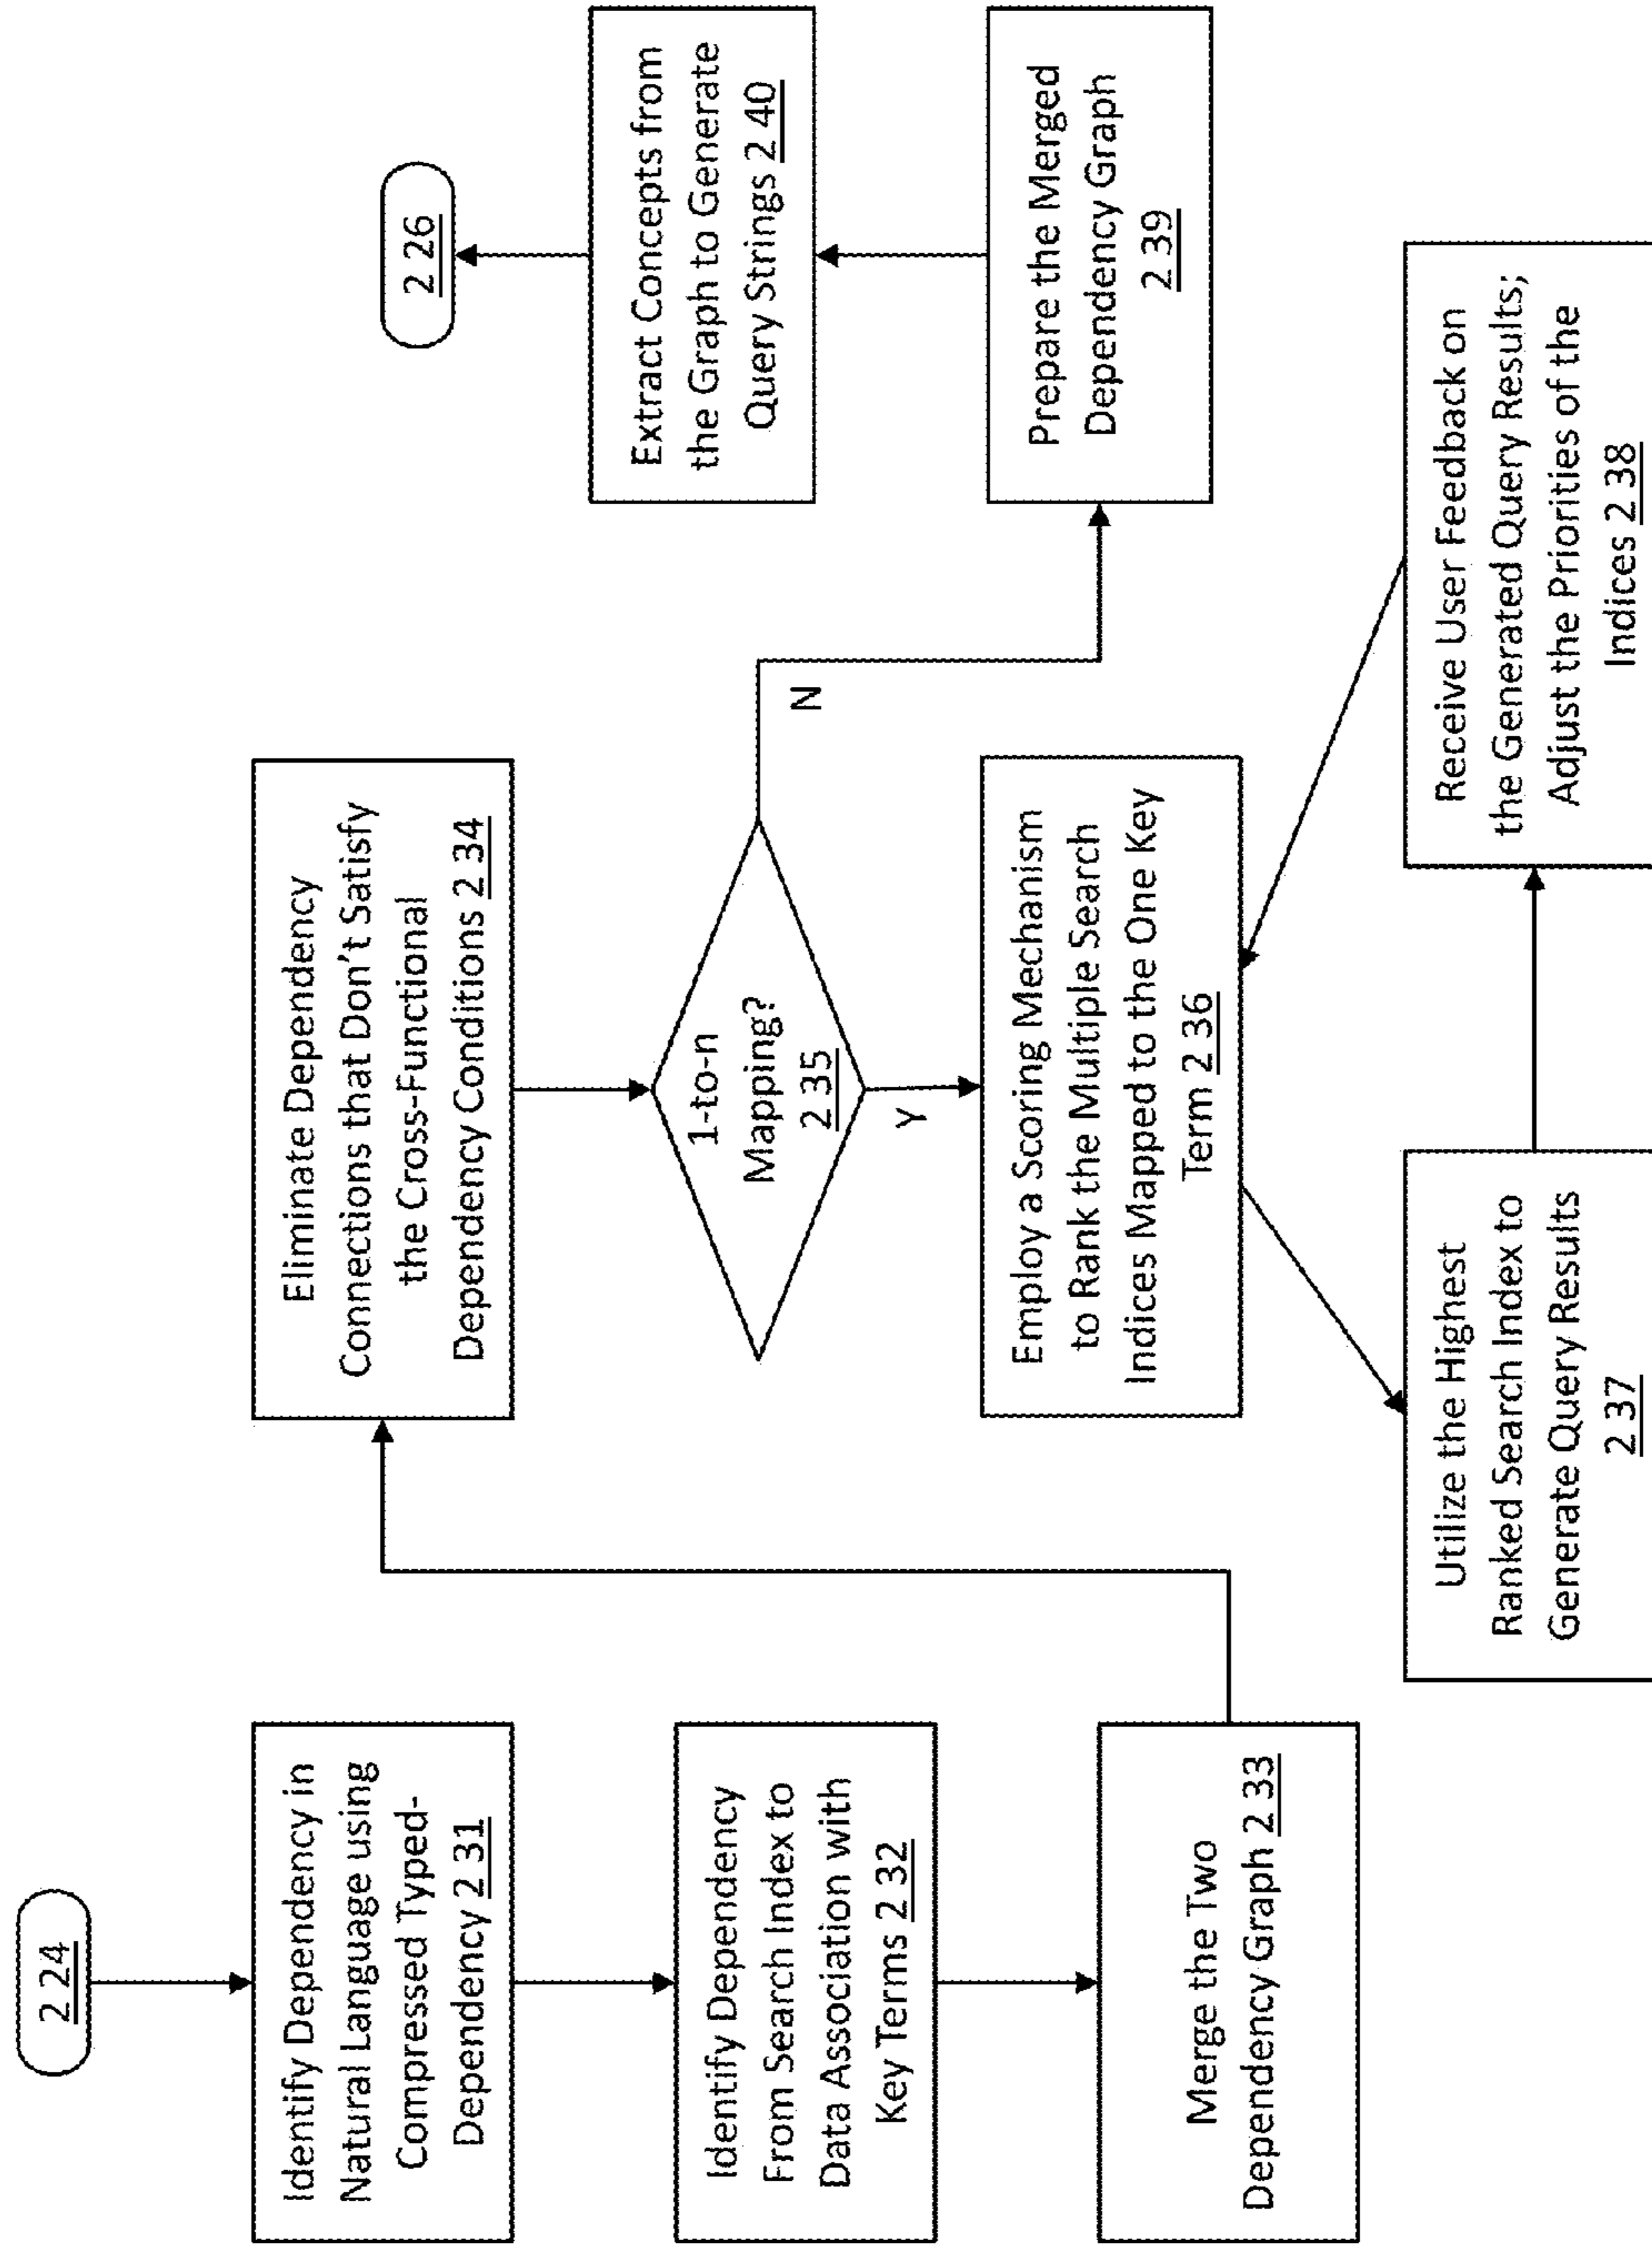 2 24
Identify Dependency in
Natural Language using
Compressed Typed-
Dependency 2 31
Identify Dependency
From Search Index to
Data Association with
Key Terms 2 32
Merge the Two
Dependency Graph 2 33
Eliminate Dependency
Connections that Don't Satisfy
the Cross-Functional
Dependency Conditions 2 34
1-to-n
Mapping?
2 35
Y
N
Employ a Scoring Mechanism
to Rank the Multiple Search
Indices Mapped to the One Key
Term 2 36
Utilize the Highest
Ranked Search Index to
Generate Query Results
2 37
Receive User Feedback on
the Generated Query Results;
Adjust the Priorities of the
Indices 2 38
Prepare the Merged
Dependency Graph
2 39
Extract Concepts from
the Graph to Generate
Query Strings 2 40
2 26